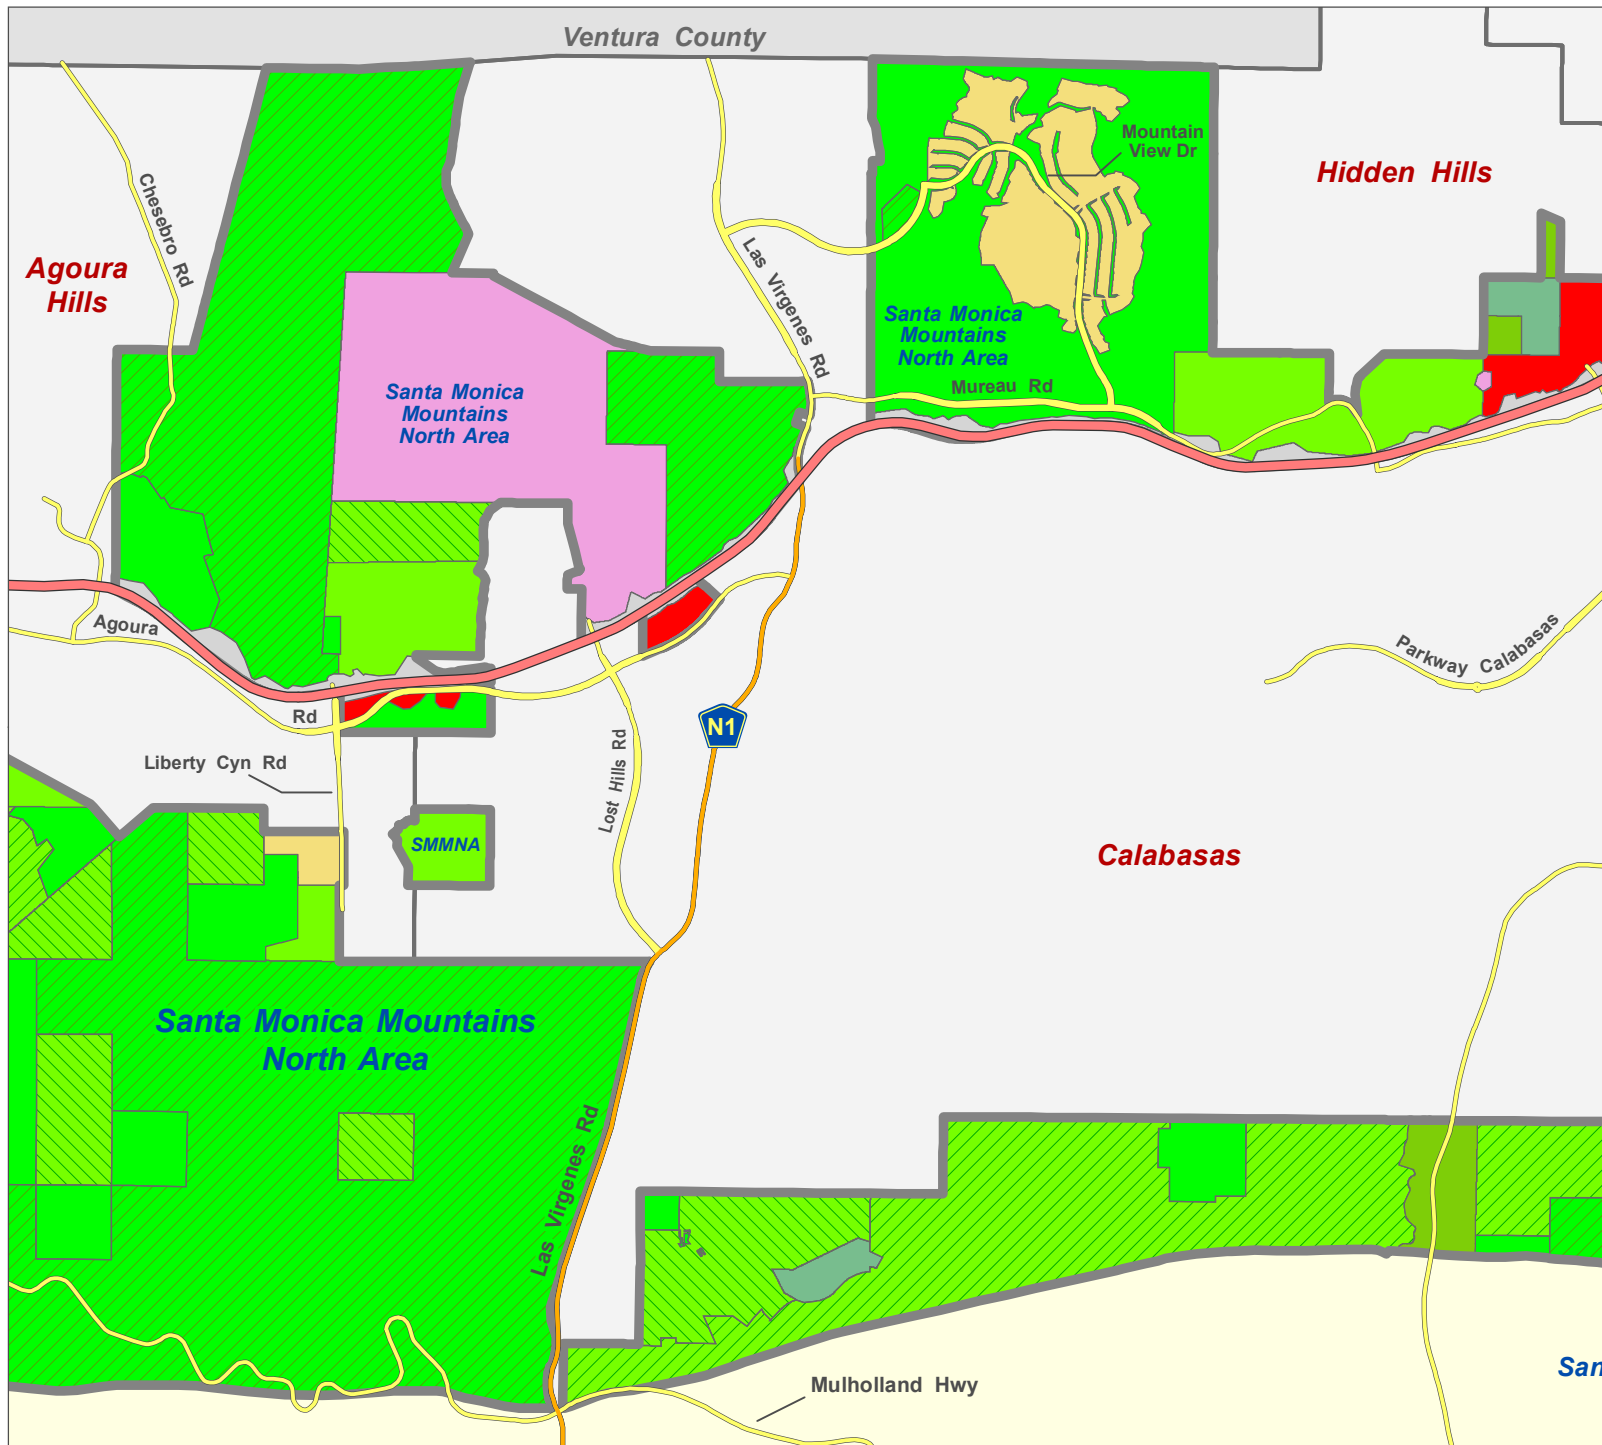 Ventura County
Mountain
View Dr
Hidden Hills
Chesebro Rd
Agoura
Hills
Las Virgenes Rd
Santa Monica
Mountains
North Area
Mureau Rd
Santa Monica
Mountains
North Area
Agoura
Rd
Parkway Calabasas
N1
Liberty Cyn Rd
Lost Hills Rd
SMMNA
Calabasas
Santa Monica Mountains
North Area
Las Virgenes Rd
Mulholland Hwy
San